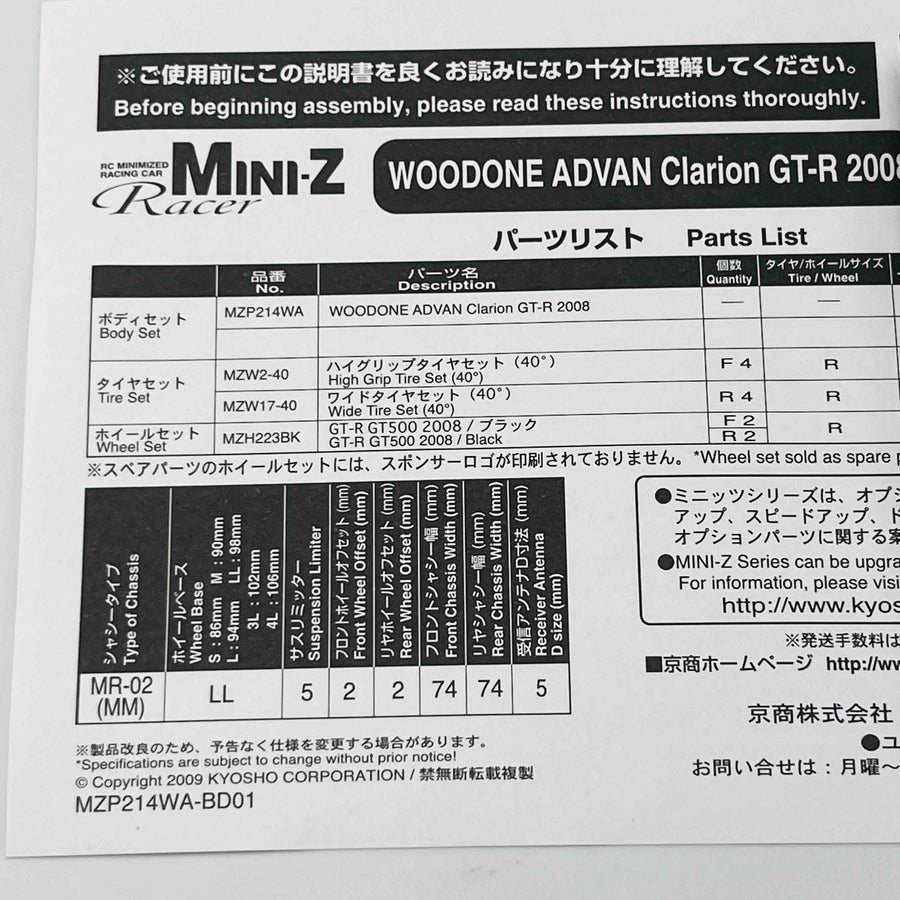 ※ご使用前にこの説明書を良くお読みになり十分に理解してください。
Before beginning assembly, please read these instructions thoroughly.
RC MINIMIZED
RACING CAR
MINI-Z
Racer
WOODONE ADVAN Clarion GT-R 2008
パーツリスト Parts List
品番 パーツ名 個数 タイヤ/ホイールサイズ
No. Description Quantity Tire / Wheel
ボディセット MZP214WA WOODONE ADVAN Clarion GT-R 2008 — —
Body Set
タイヤセット MZW2-40 ハイグリップタイヤセット（40°） F 4 R
Tire Set High Grip Tire Set (40°)
MZW17-40 ワイドタイヤセット（40°） R 4 R
Wide Tire Set (40°)
ホイールセット MZH223BK GT-R GT500 2008 / ブラック F 2 R
Wheel Set GT-R GT500 2008 / Black R 2
※スペアパーツのホイールセットには、スポンサーロゴが印刷されておりません。 *Wheel set sold as spare
シャシータイプ
Type of Chassis
ホイールベース
Wheel Base
S : 86mm M : 90mm
L : 94mm LL : 98mm
3L : 102mm
4L : 106mm
サスリミッター
Suspension Limiter
フロントホイールオフセット (mm)
Front Wheel Offset (mm)
リヤホイールオフセット (mm)
Rear Wheel Offset (mm)
フロントシャシー幅 (mm)
Front Chassis Width (mm)
リヤシャシー幅 (mm)
Rear Chassis Width (mm)
受信アンテナD寸法 (mm)
Receiver Antenna
D size (mm)
MR-02 LL 5 2 2 74 74 5
(MM)
●ミニッツシリーズは、オプシ
アップ、スピードアップ、ド
オプションパーツに関する案
●MINI-Z Series can be upgra
For information, please visi
http://www.kyos
※発送手数料は
■京商ホームページ http://ww
京商株式会社
●ユ
お問い合せは：月曜～
※製品改良のため、予告なく仕様を変更する場合があります。
*Specifications are subject to change without prior notice!
© Copyright 2009 KYOSHO CORPORATION / 禁無断転載複製
MZP214WA-BD01